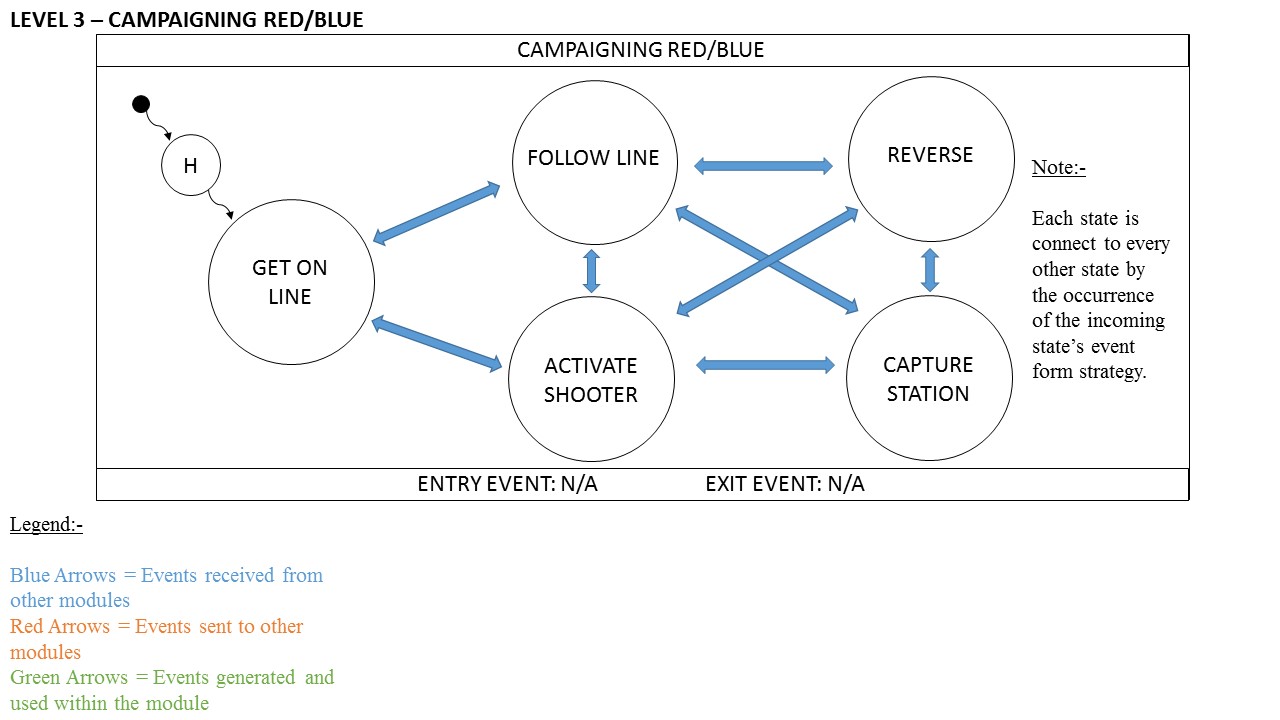 LEVEL 3 – CAMPAIGNING RED/BLUE
CAMPAIGNING RED/BLUE
H
GET ON
LINE
FOLLOW LINE
REVERSE
ACTIVATE
SHOOTER
CAPTURE
STATION
Note:-
Each state is
connect to every
other state by
the occurrence
of the incoming
state’s event
form strategy.
ENTRY EVENT: N/A
EXIT EVENT: N/A
Legend:-
Blue Arrows = Events received from
other modules
Red Arrows = Events sent to other
modules
Green Arrows = Events generated and
used within the module